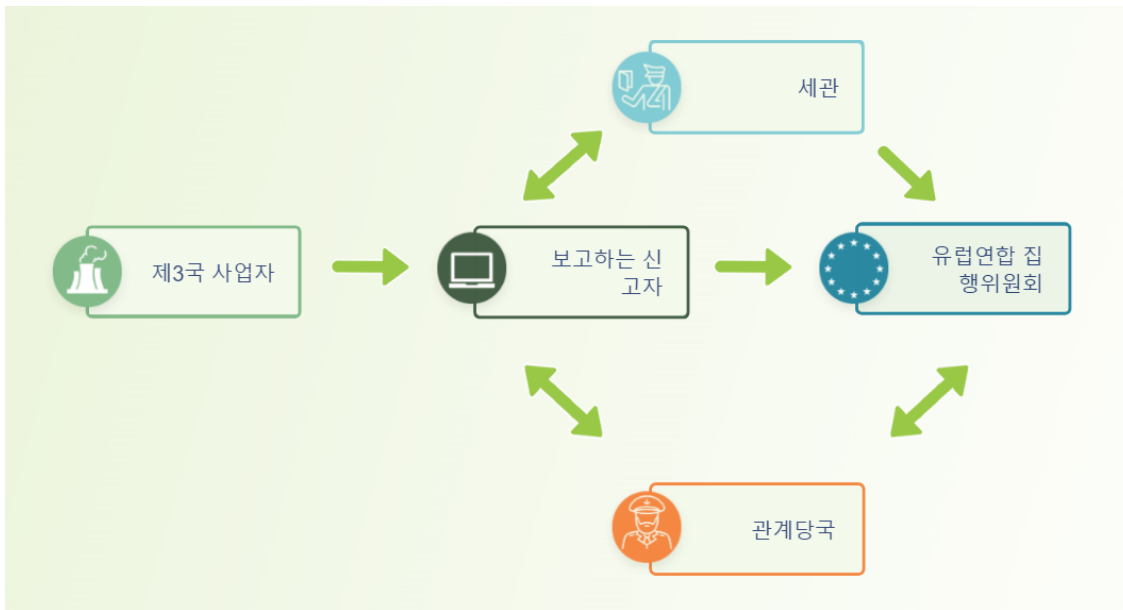 세관
제3국 사업자
보고하는 신
고자
유럽연합 집
행위원회
관계당국